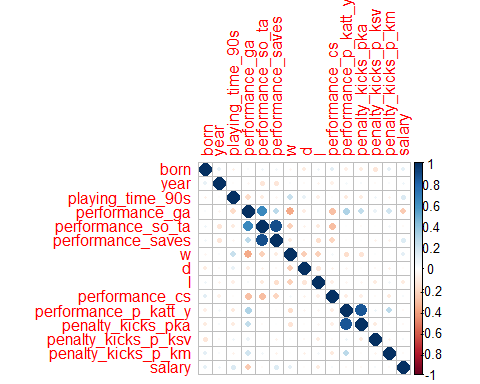 born
year
playing_time_90s
performance_ga
performance_so_ta
performance_saves
w
d
l
performance_cs
performance_p_katt_y
penalty_kicks_pka
penalty_kicks_p_ksv
penalty_kicks_p_km
salary
born
year
playing_time_90s
performance_ga
performance_so_ta
performance_saves
w
d
l
performance_cs
performance_p_katt_y
penalty_kicks_pka
penalty_kicks_p_ksv
penalty_kicks_p_km
salary
1
0.8
0.6
0.4
0.2
0
-0.2
-0.4
-0.6
-0.8
-1